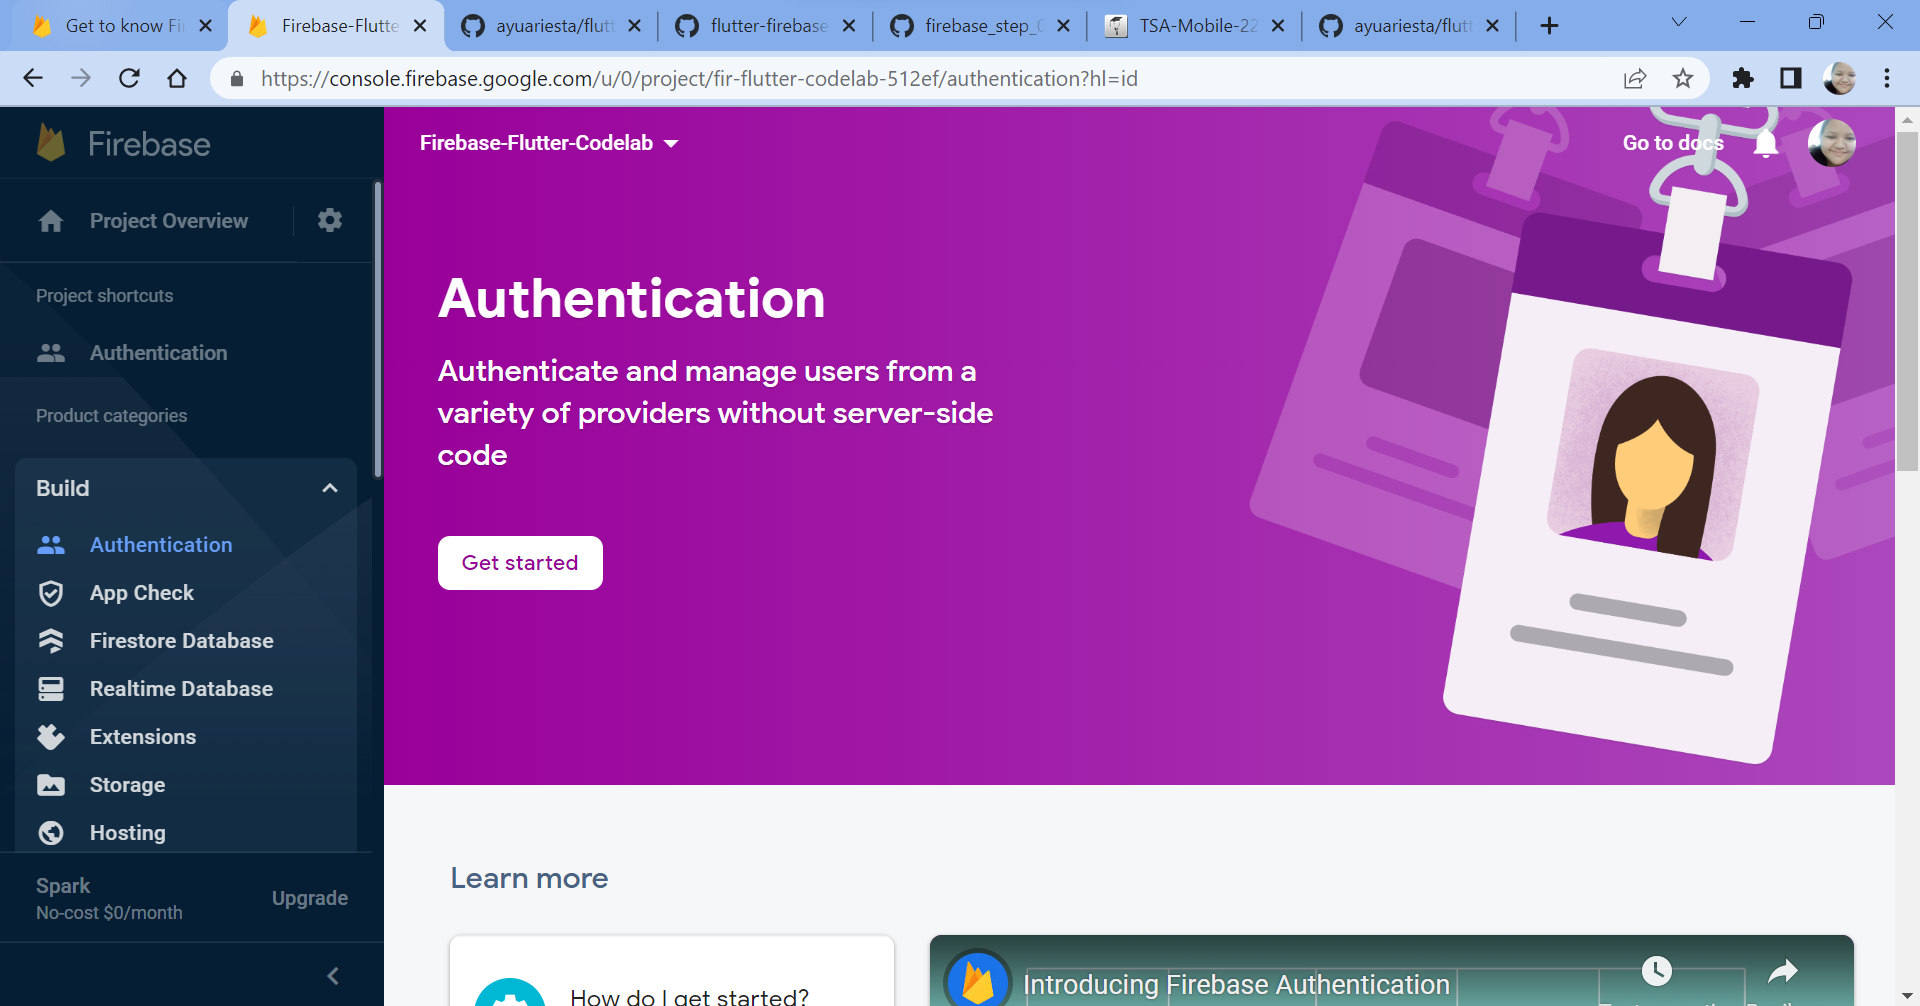 Get to know Fi
Firebase-Flutte
ayuariesta/flutt
flutter-firebase
firebase_step_0
TSA-Mobile-22
ayuariesta/flutt
https://console.firebase.google.com/u/0/project/fir-flutter-codelab-512ef/authentication?hl=id
Firebase
Project Overview
Project shortcuts
Authentication
Product categories
Build
Authentication
App Check
Firestore Database
Realtime Database
Extensions
Storage
Hosting
Spark
No-cost $0/month
Upgrade
Firebase-Flutter-Codelab
Go to docs
Authentication
Authenticate and manage users from a
variety of providers without server-side
code
Get started
Learn more
How do I get started?
Introducing Firebase Authentication